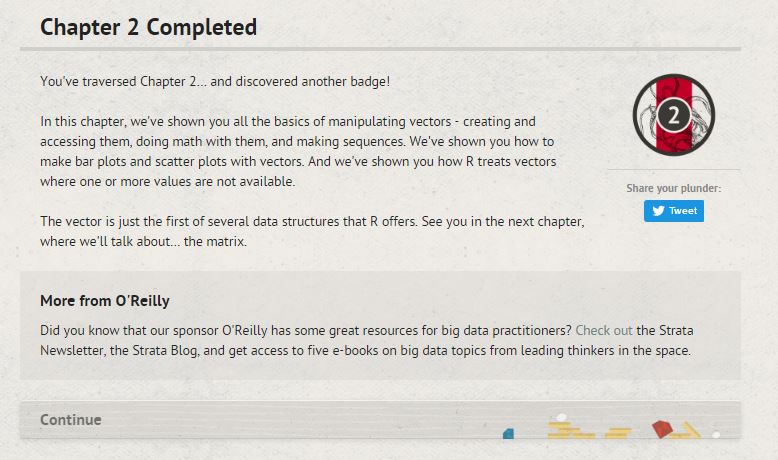 Chapter 2 Completed
You've traversed Chapter 2... and discovered another badge!
In this chapter, we've shown you all the basics of manipulating vectors - creating and
accessing them, doing math with them, and making sequences. We've shown you how to
make bar plots and scatter plots with vectors. And we've shown you how R treats vectors
where one or more values are not available.
The vector is just the first of several data structures that R offers. See you in the next chapter,
where we'll talk about... the matrix.
2
Share your plunder:
Tweet
More from O'Reilly
Did you know that our sponsor O'Reilly has some great resources for big data practitioners? Check out the Strata
Newsletter, the Strata Blog, and get access to five e-books on big data topics from leading thinkers in the space.
Continue